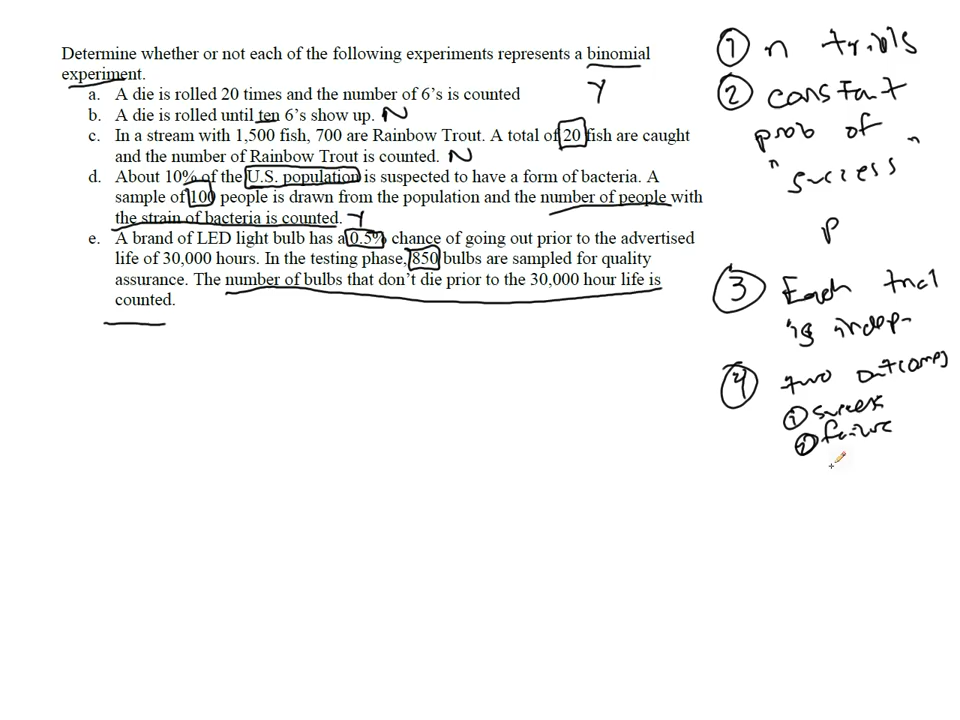 Determine whether or not each of the following experiments represents a binomial
experiment.
a. A die is rolled 20 times and the number of 6's is counted Y
b. A die is rolled until ten 6's show up. N
c. In a stream with 1,500 fish, 700 are Rainbow Trout. A total of 20 fish are caught
and the number of Rainbow Trout is counted. N
d. About 10% of the U.S. population is suspected to have a form of bacteria. A
sample of 100 people is drawn from the population and the number of people with
the strain of bacteria is counted. Y
e. A brand of LED light bulb has a 0.5% chance of going out prior to the advertised
life of 30,000 hours. In the testing phase, 850 bulbs are sampled for quality
assurance. The number of bulbs that don't die prior to the 30,000 hour life is
counted.
1 n trials
2 constant
prob of
"success"
P
3 Each trial
is indep.
4 two outcomes
1 success
2 failure